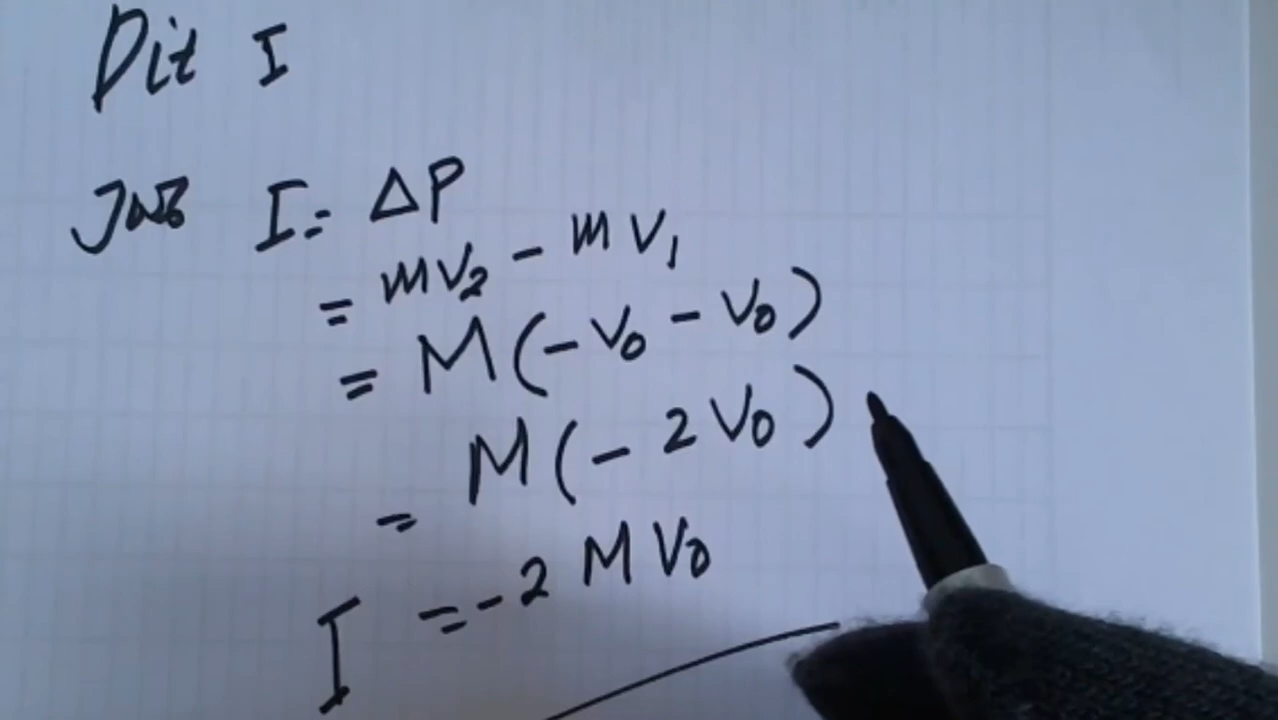 Dit I
Jwb I = ΔP
= mV₂ - mV₁
= M(-V₀ - V₀)
= M(-2V₀)
I = -2MV₀